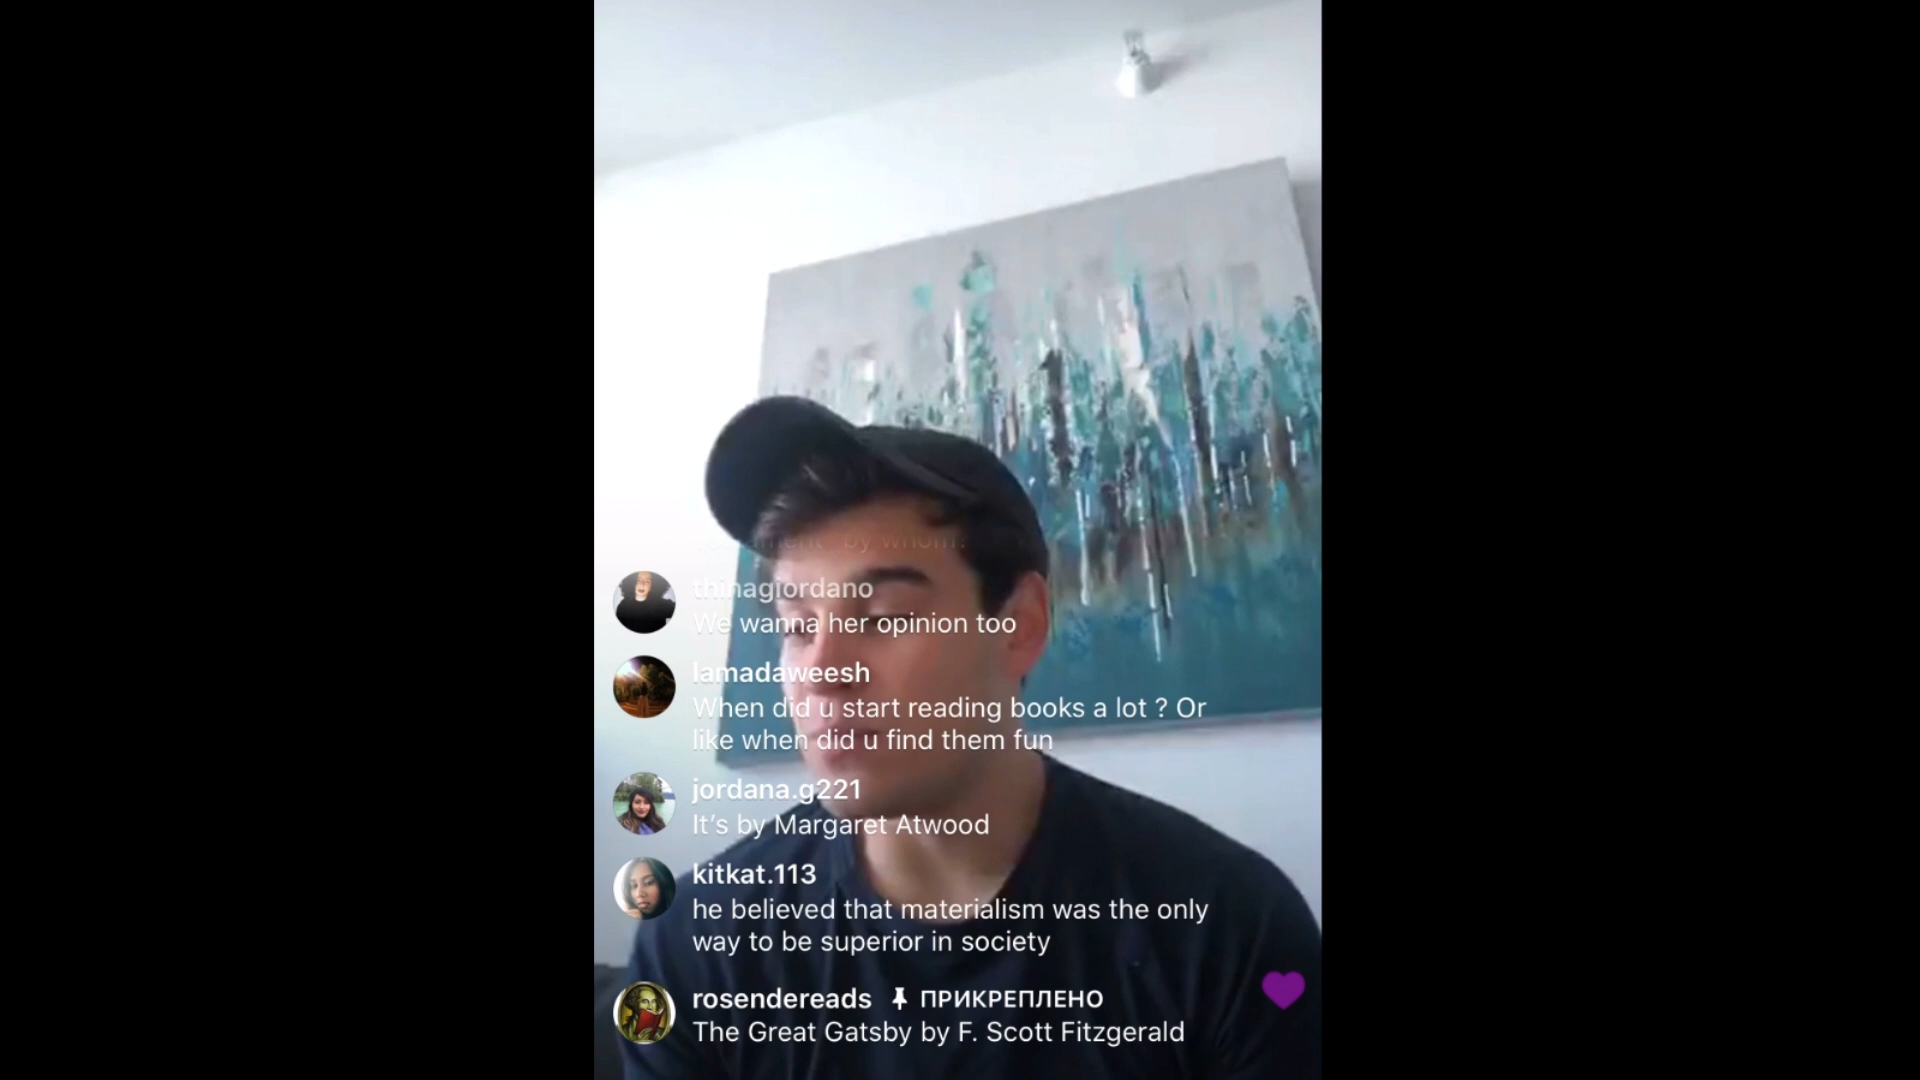 by whom?
thinagiordano
We wanna her opinion too
lamadaweesh
When did u start reading books a lot ? Or
like when did u find them fun
jordana.g221
It’s by Margaret Atwood
kitkat.113
he believed that materialism was the only
way to be superior in society
rosendereads ПРИКРЕПЛЕНО
The Great Gatsby by F. Scott Fitzgerald